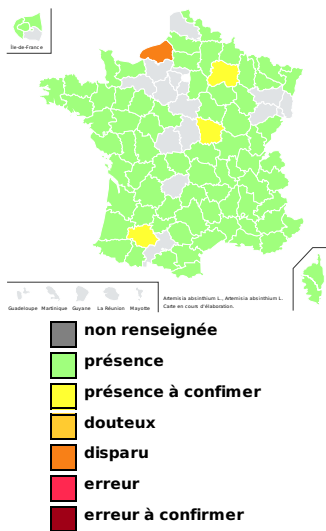 Île-de-France
Artemisia absinthium L., Artemisia absinthium L.
Carte en cours d'élaboration.
Guadeloupe Martinique Guyane La Réunion Mayotte
non renseignée
présence
présence à confimer
douteux
disparu
erreur
erreur à confirmer